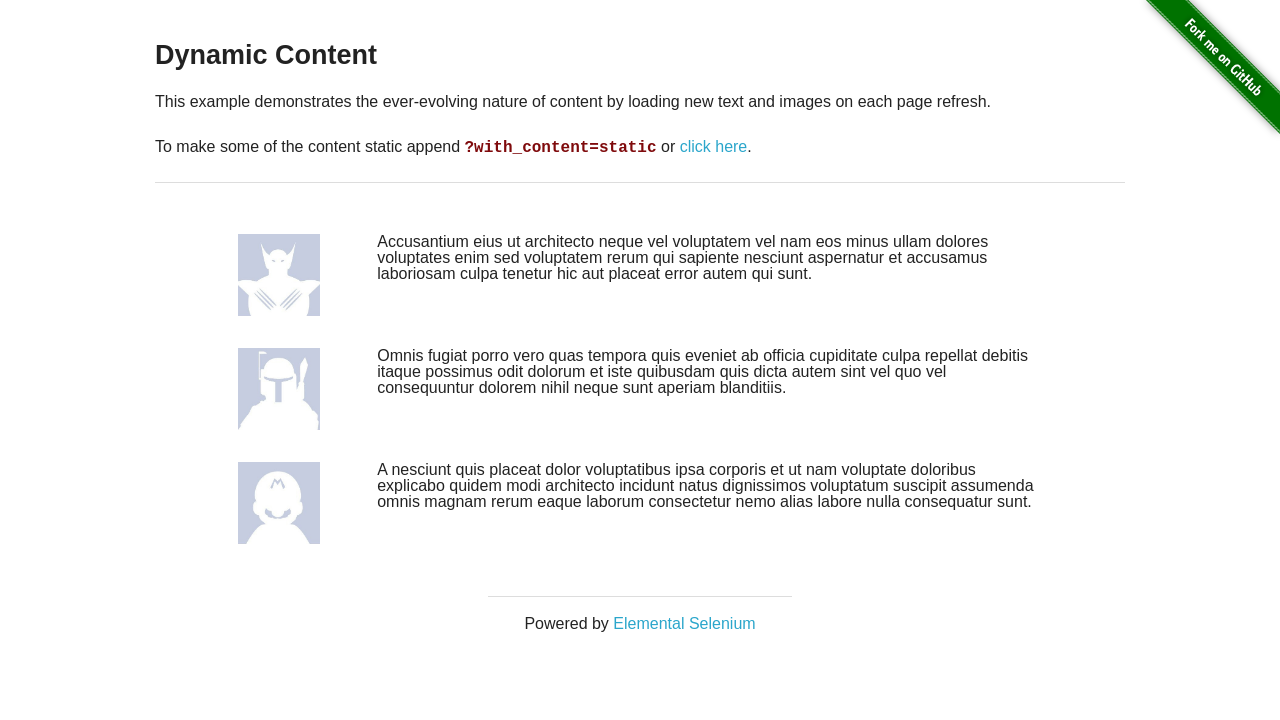 Fork me on GitHub
Dynamic Content
This example demonstrates the ever-evolving nature of content by loading new text and images on each page refresh.
To make some of the content static append ?with_content=static or click here.
Accusantium eius ut architecto neque vel voluptatem vel nam eos minus ullam dolores
voluptates enim sed voluptatem rerum qui sapiente nesciunt aspernatur et accusamus
laboriosam culpa tenetur hic aut placeat error autem qui sunt.
Omnis fugiat porro vero quas tempora quis eveniet ab officia cupiditate culpa repellat debitis
itaque possimus odit dolorum et iste quibusdam quis dicta autem sint vel quo vel
consequuntur dolorem nihil neque sunt aperiam blanditiis.
A nesciunt quis placeat dolor voluptatibus ipsa corporis et ut nam voluptate doloribus
explicabo quidem modi architecto incidunt natus dignissimos voluptatum suscipit assumenda
omnis magnam rerum eaque laborum consectetur nemo alias labore nulla consequatur sunt.
Powered by Elemental Selenium